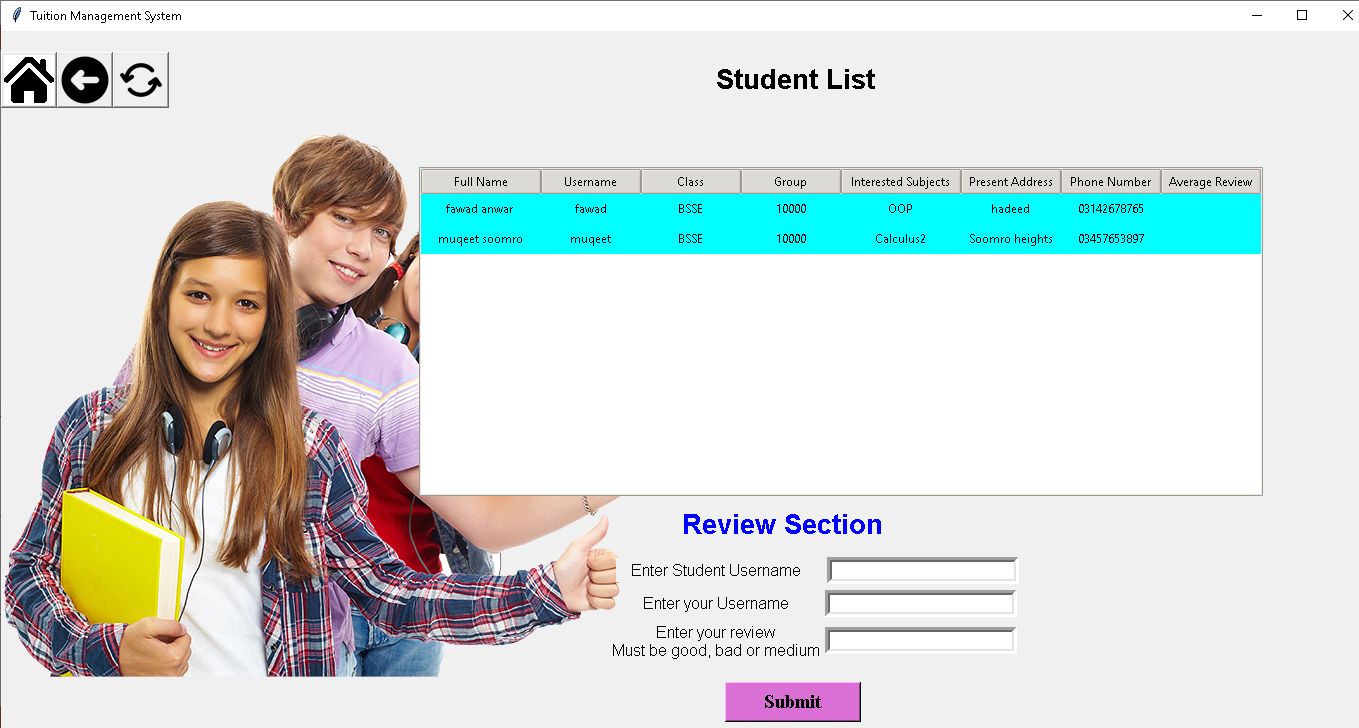 Tuition Management System
Student List
Full Name Username Class Group Interested Subjects Present Address Phone Number Average Review
fawad anwar fawad BSSE 10000 OOP hadeed 03142678765
muqeet soomro muqeet BSSE 10000 Calculus2 Soomro heights 03457653897
Review Section
Enter Student Username
Enter your Username
Enter your review
Must be good, bad or medium
Submit